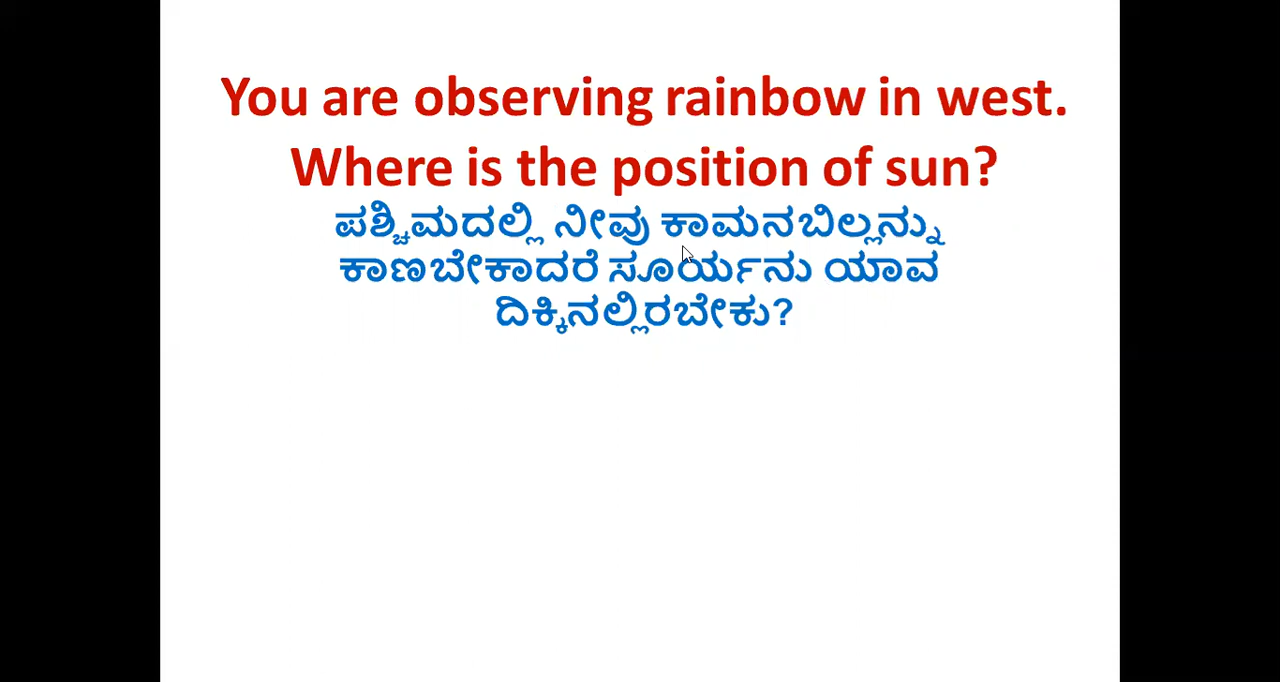 You are observing rainbow in west.
Where is the position of sun?
ಪಶ್ಚಿಮದಲ್ಲಿ ನೀವು ಕಾಮನಬಿಲ್ಲನ್ನು
ಕಾಣಬೇಕಾದರೆ ಸೂರ್ಯನು ಯಾವ
ದಿಕ್ಕಿನಲ್ಲಿರಬೇಕು?